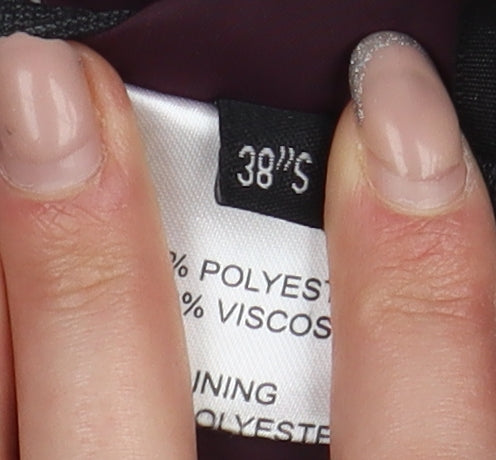 38"S
% POLYEST
% VISCOS
INING
OLYESTE